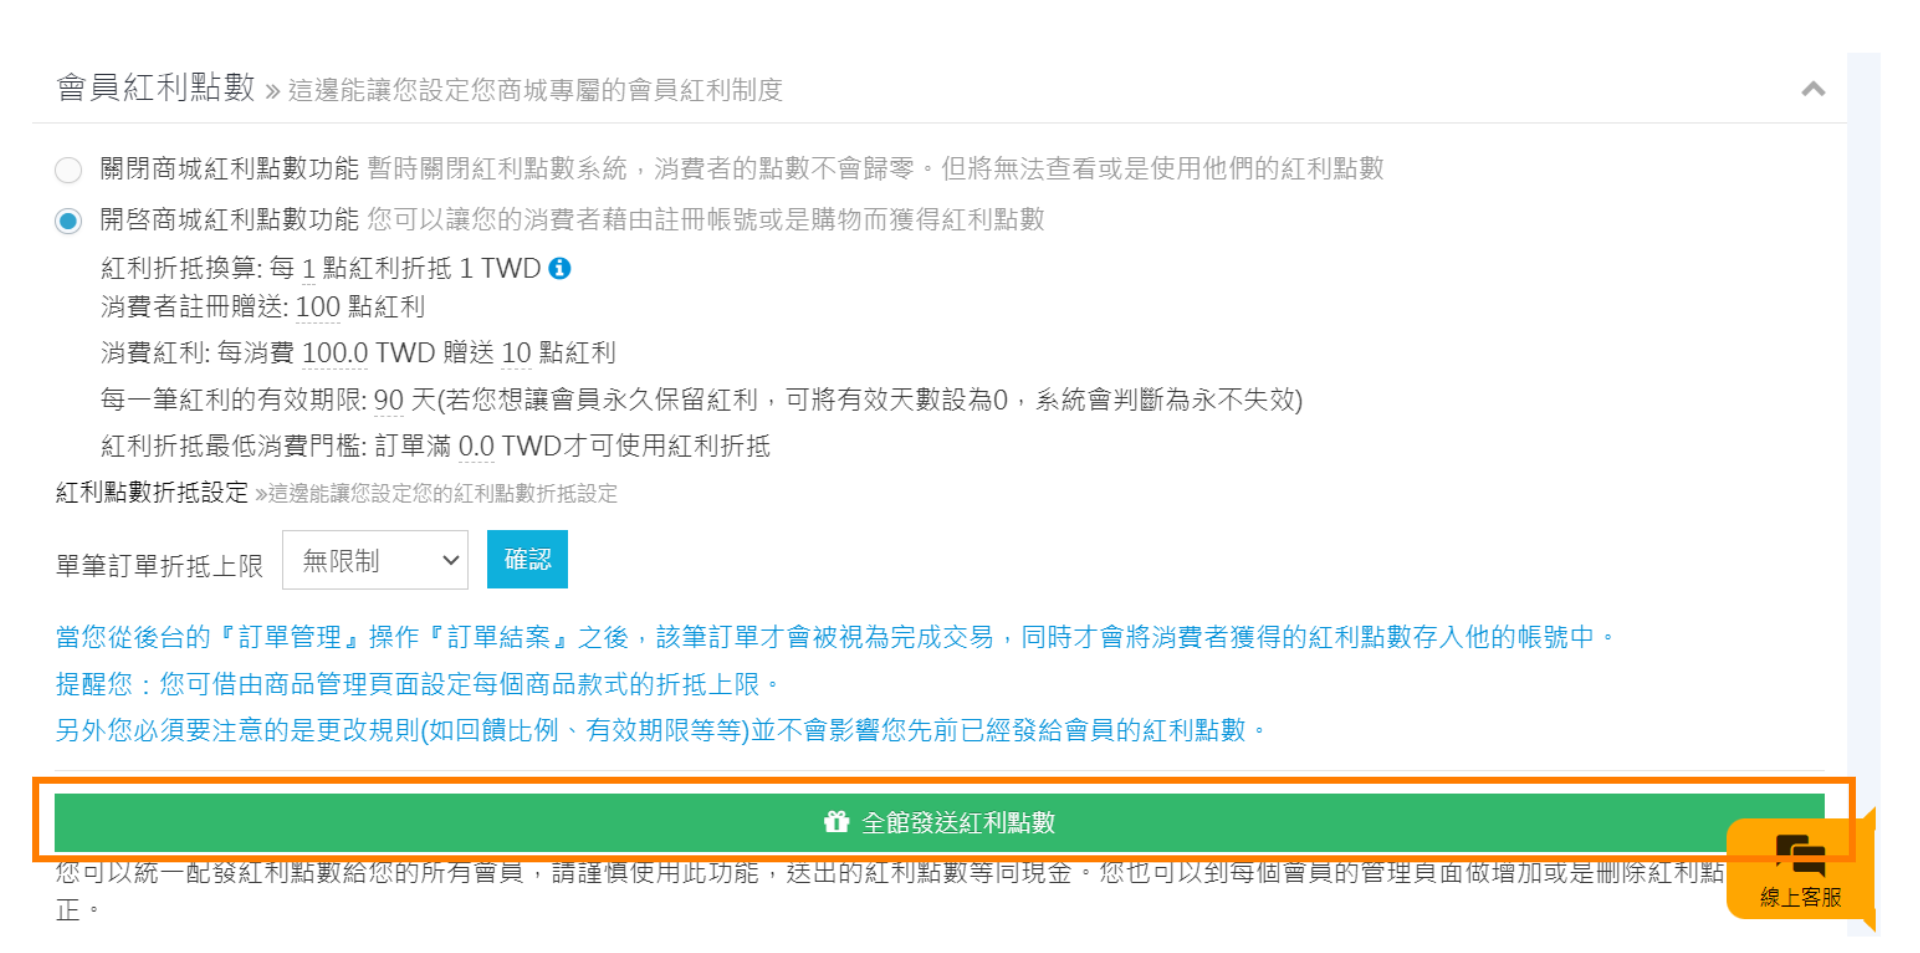 會員紅利點數 » 這邊能讓您設定您商城專屬的會員紅利制度
關閉商城紅利點數功能 暫時關閉紅利點數系統，消費者的點數不會歸零。但將無法查看或是使用他們的紅利點數
開啓商城紅利點數功能 您可以讓您的消費者藉由註冊帳號或是購物而獲得紅利點數
紅利折抵換算: 每 1 點紅利折抵 1 TWD
消費者註冊贈送: 100 點紅利
消費紅利: 每消費 100.0 TWD 贈送 10 點紅利
每一筆紅利的有效期限: 90 天(若您想讓會員永久保留紅利，可將有效天數設為0，系統會判斷為永不失效)
紅利折抵最低消費門檻: 訂單滿 0.0 TWD才可使用紅利折抵
紅利點數折抵設定 »這邊能讓您設定您的紅利點數折抵設定
單筆訂單折抵上限 無限制 確認
當您從後台的『訂單管理』操作『訂單結案』之後，該筆訂單才會被視為完成交易，同時才會將消費者獲得的紅利點數存入他的帳號中。
提醒您：您可借由商品管理頁面設定每個商品款式的折抵上限。
另外您必須要注意的是更改規則(如回饋比例、有效期限等等)並不會影響您先前已經發給會員的紅利點數。
全館發送紅利點數
您可以統一配發紅利點數給您的所有會員，請謹慎使用此功能，送出的紅利點數等同現金。您也可以到每個會員的管理頁面做增加或是刪除紅利點
正。
線上客服